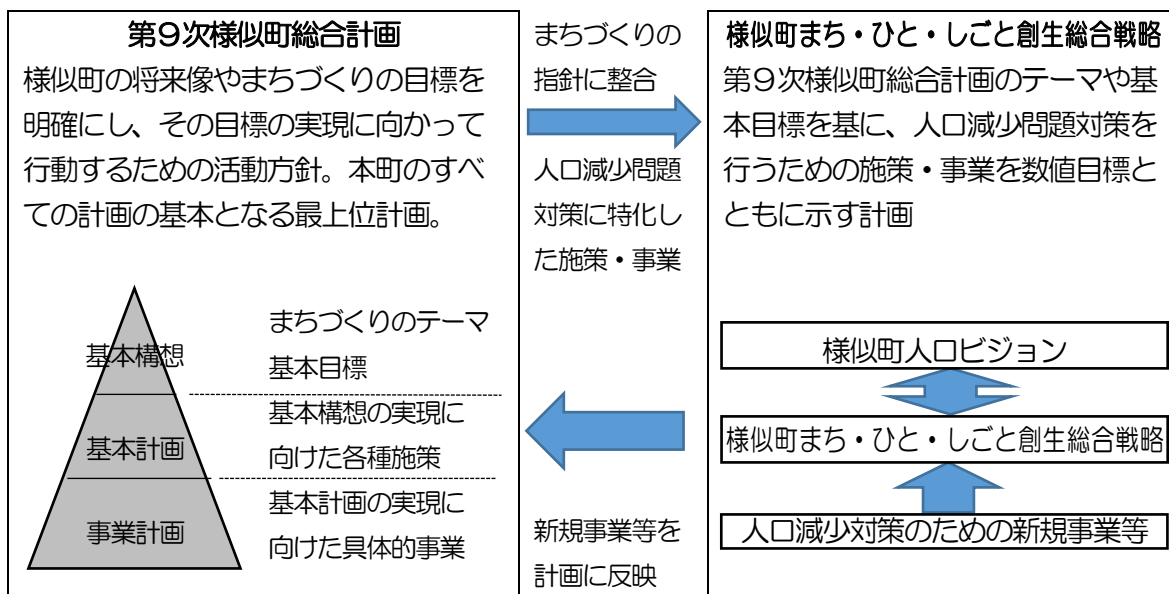 第9次様似町総合計画
様似町の将来像やまちづくりの目標を
明確にし、その目標の実現に向かって
行動するための活動方針。本町のすべ
ての計画の基本となる最上位計画。
基本構想
まちづくりのテーマ
基本目標
基本計画
基本構想の実現に
向けた各種施策
事業計画
基本計画の実現に
向けた具体的事業
まちづくりの
指針に整合
人口減少問題
対策に特化し
た施策・事業
新規事業等を
計画に反映
様似町まち・ひと・しごと創生総合戦略
第9次様似町総合計画のテーマや基
本目標を基に、人口減少問題対策を
行うための施策・事業を数値目標と
ともに示す計画
様似町人口ビジョン
様似町まち・ひと・しごと創生総合戦略
人口減少対策のための新規事業等